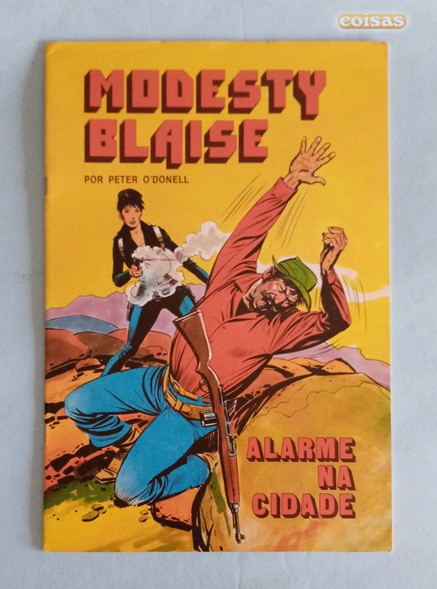 coisas
MODESTY
BLAISE
POR PETER O'DONELL
ALARME
NA
CIDADE